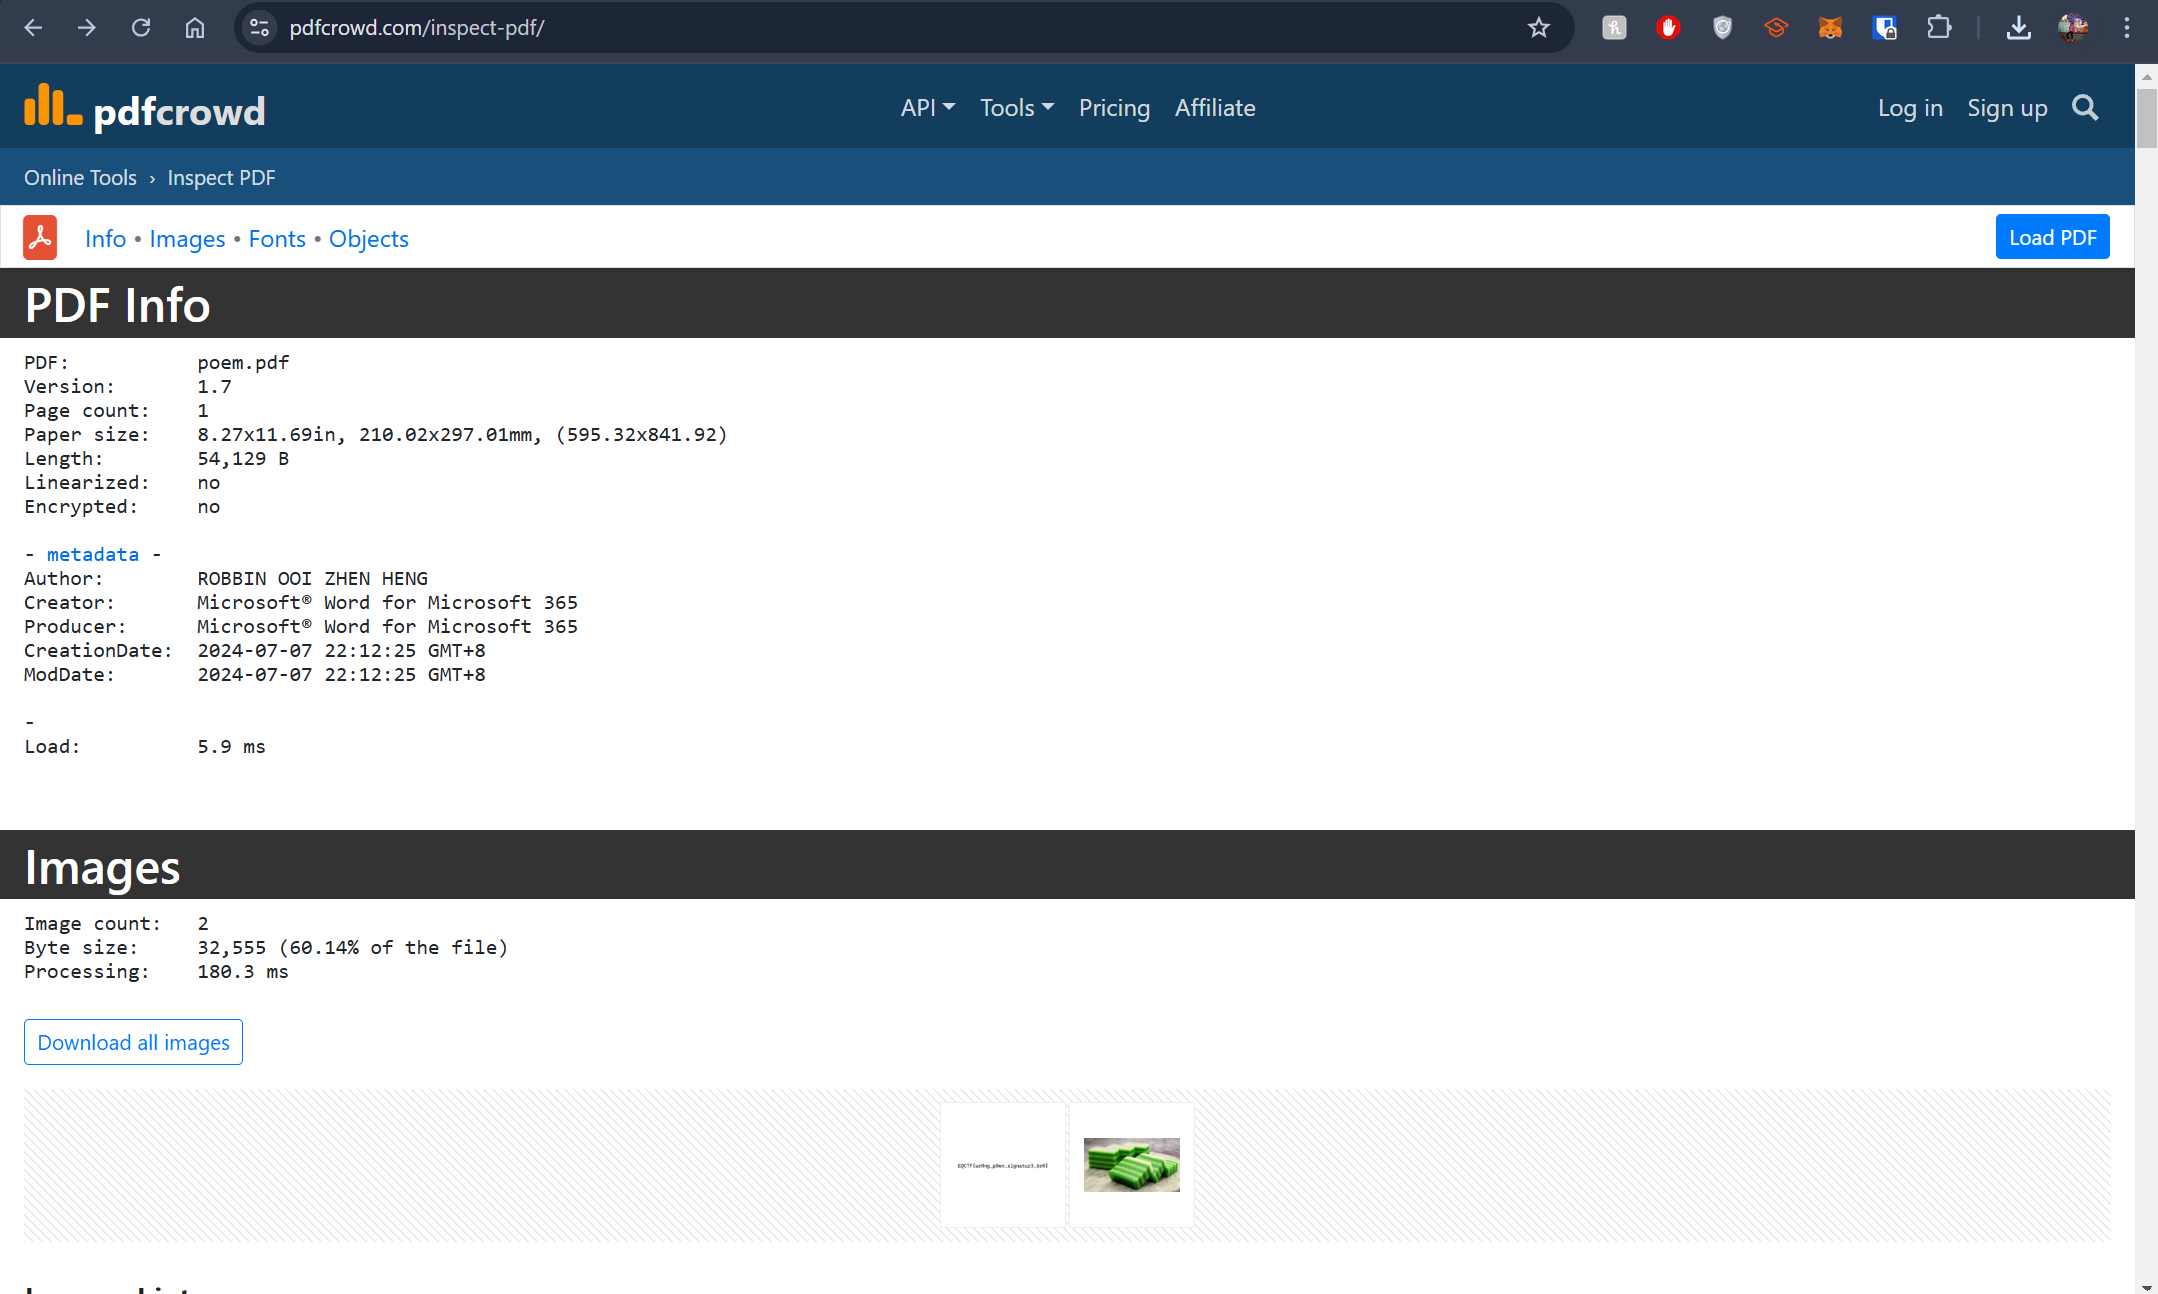 pdfcrowd.com/inspect-pdf/
pdfcrowd
API Tools Pricing Affiliate
Log in Sign up
Online Tools › Inspect PDF
Info • Images • Fonts • Objects
Load PDF
PDF Info
PDF: poem.pdf
Version: 1.7
Page count: 1
Paper size: 8.27x11.69in, 210.02x297.01mm, (595.32x841.92)
Length: 54,129 B
Linearized: no
Encrypted: no
- metadata -
Author: ROBBIN OOI ZHEN HENG
Creator: Microsoft® Word for Microsoft 365
Producer: Microsoft® Word for Microsoft 365
CreationDate: 2024-07-07 22:12:25 GMT+8
ModDate: 2024-07-07 22:12:25 GMT+8
-
Load: 5.9 ms
Images
Image count: 2
Byte size: 32,555 (60.14% of the file)
Processing: 180.3 ms
Download all images